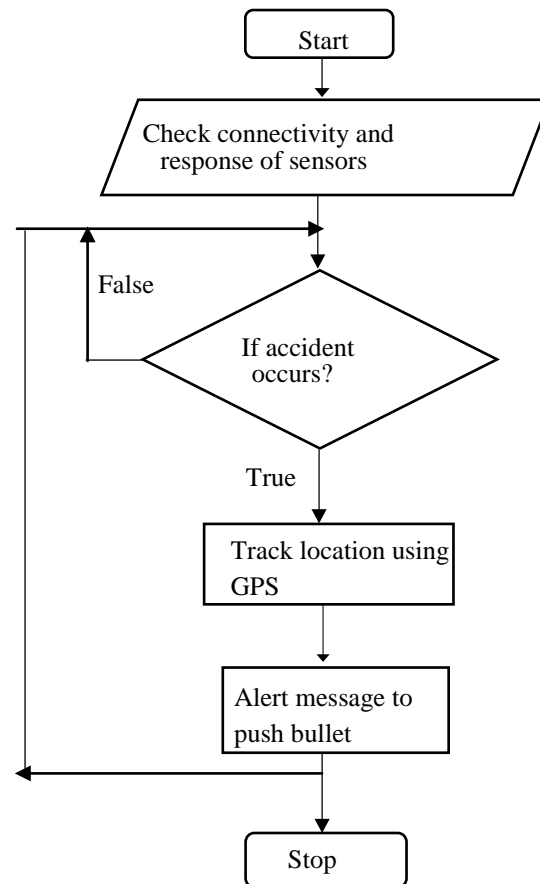 Start
Check connectivity and
response of sensors
False
If accident
occurs?
True
Track location using
GPS
Alert message to
push bullet
Stop